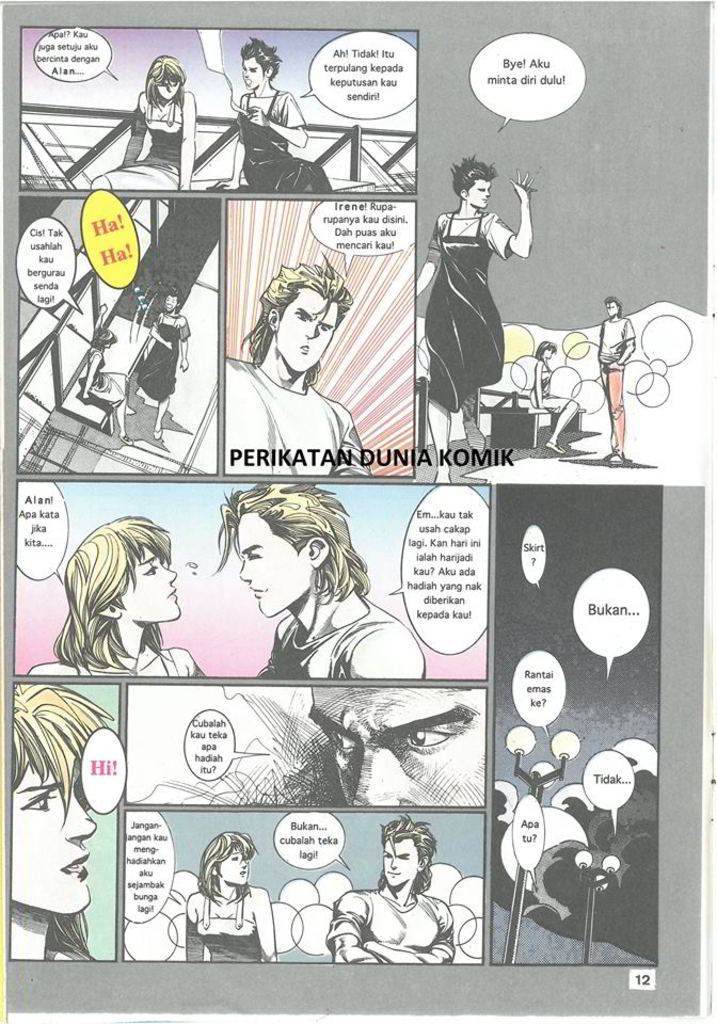 Apa!? Kau
juga setuju aku
bercinta dengan
Alan....
Ah! Tidak! Itu
terpulang kepada
keputusan kau
sendiri!
Bye! Aku
minta diri dulu!
Cis! Tak
usahlah
bergurau
senda
lagi!
Ha!
Ha!
Irene! Rupa-
rupanya kau disini.
Dah puas aku
mencari kau!
PERIKATAN DUNIA KOMIK
Alan!
Apa kata
jika
kita....
Em...kau tak
usah cakap
lagi. Kan hari ini
ialah harijadi
kau? Aku ada
hadiah yang nak
diberikan
kepada kau!
Hi!
Cubalah
kau teka
apa
hadiah
itu?
Jangan-
jangan kau
meng-
hadiahkan
aku
sejambak
bunga
lagi!
Bukan...
cubalah teka
lagi!
Skirt
?
Bukan...
Rantai
emas
ke?
Tidak...
Apa
tu?
12